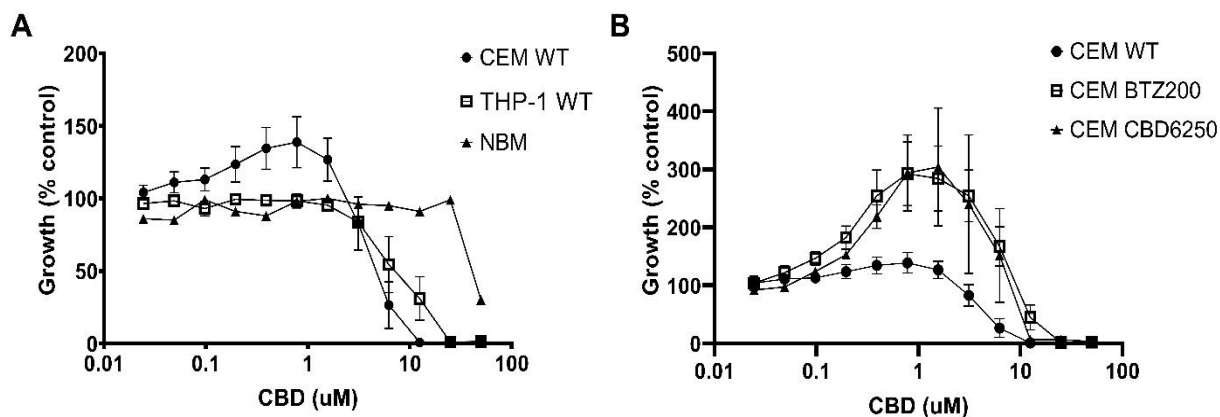 A
Growth (% control)
200
150
100
50
0
0.01
0.1
1
10
100
CBD (uM)
CEM WT
THP-1 WT
NBM
B
Growth (% control)
500
400
300
200
100
0
0.01
0.1
1
10
100
CBD (uM)
CEM WT
CEM BTZ200
CEM CBD6250